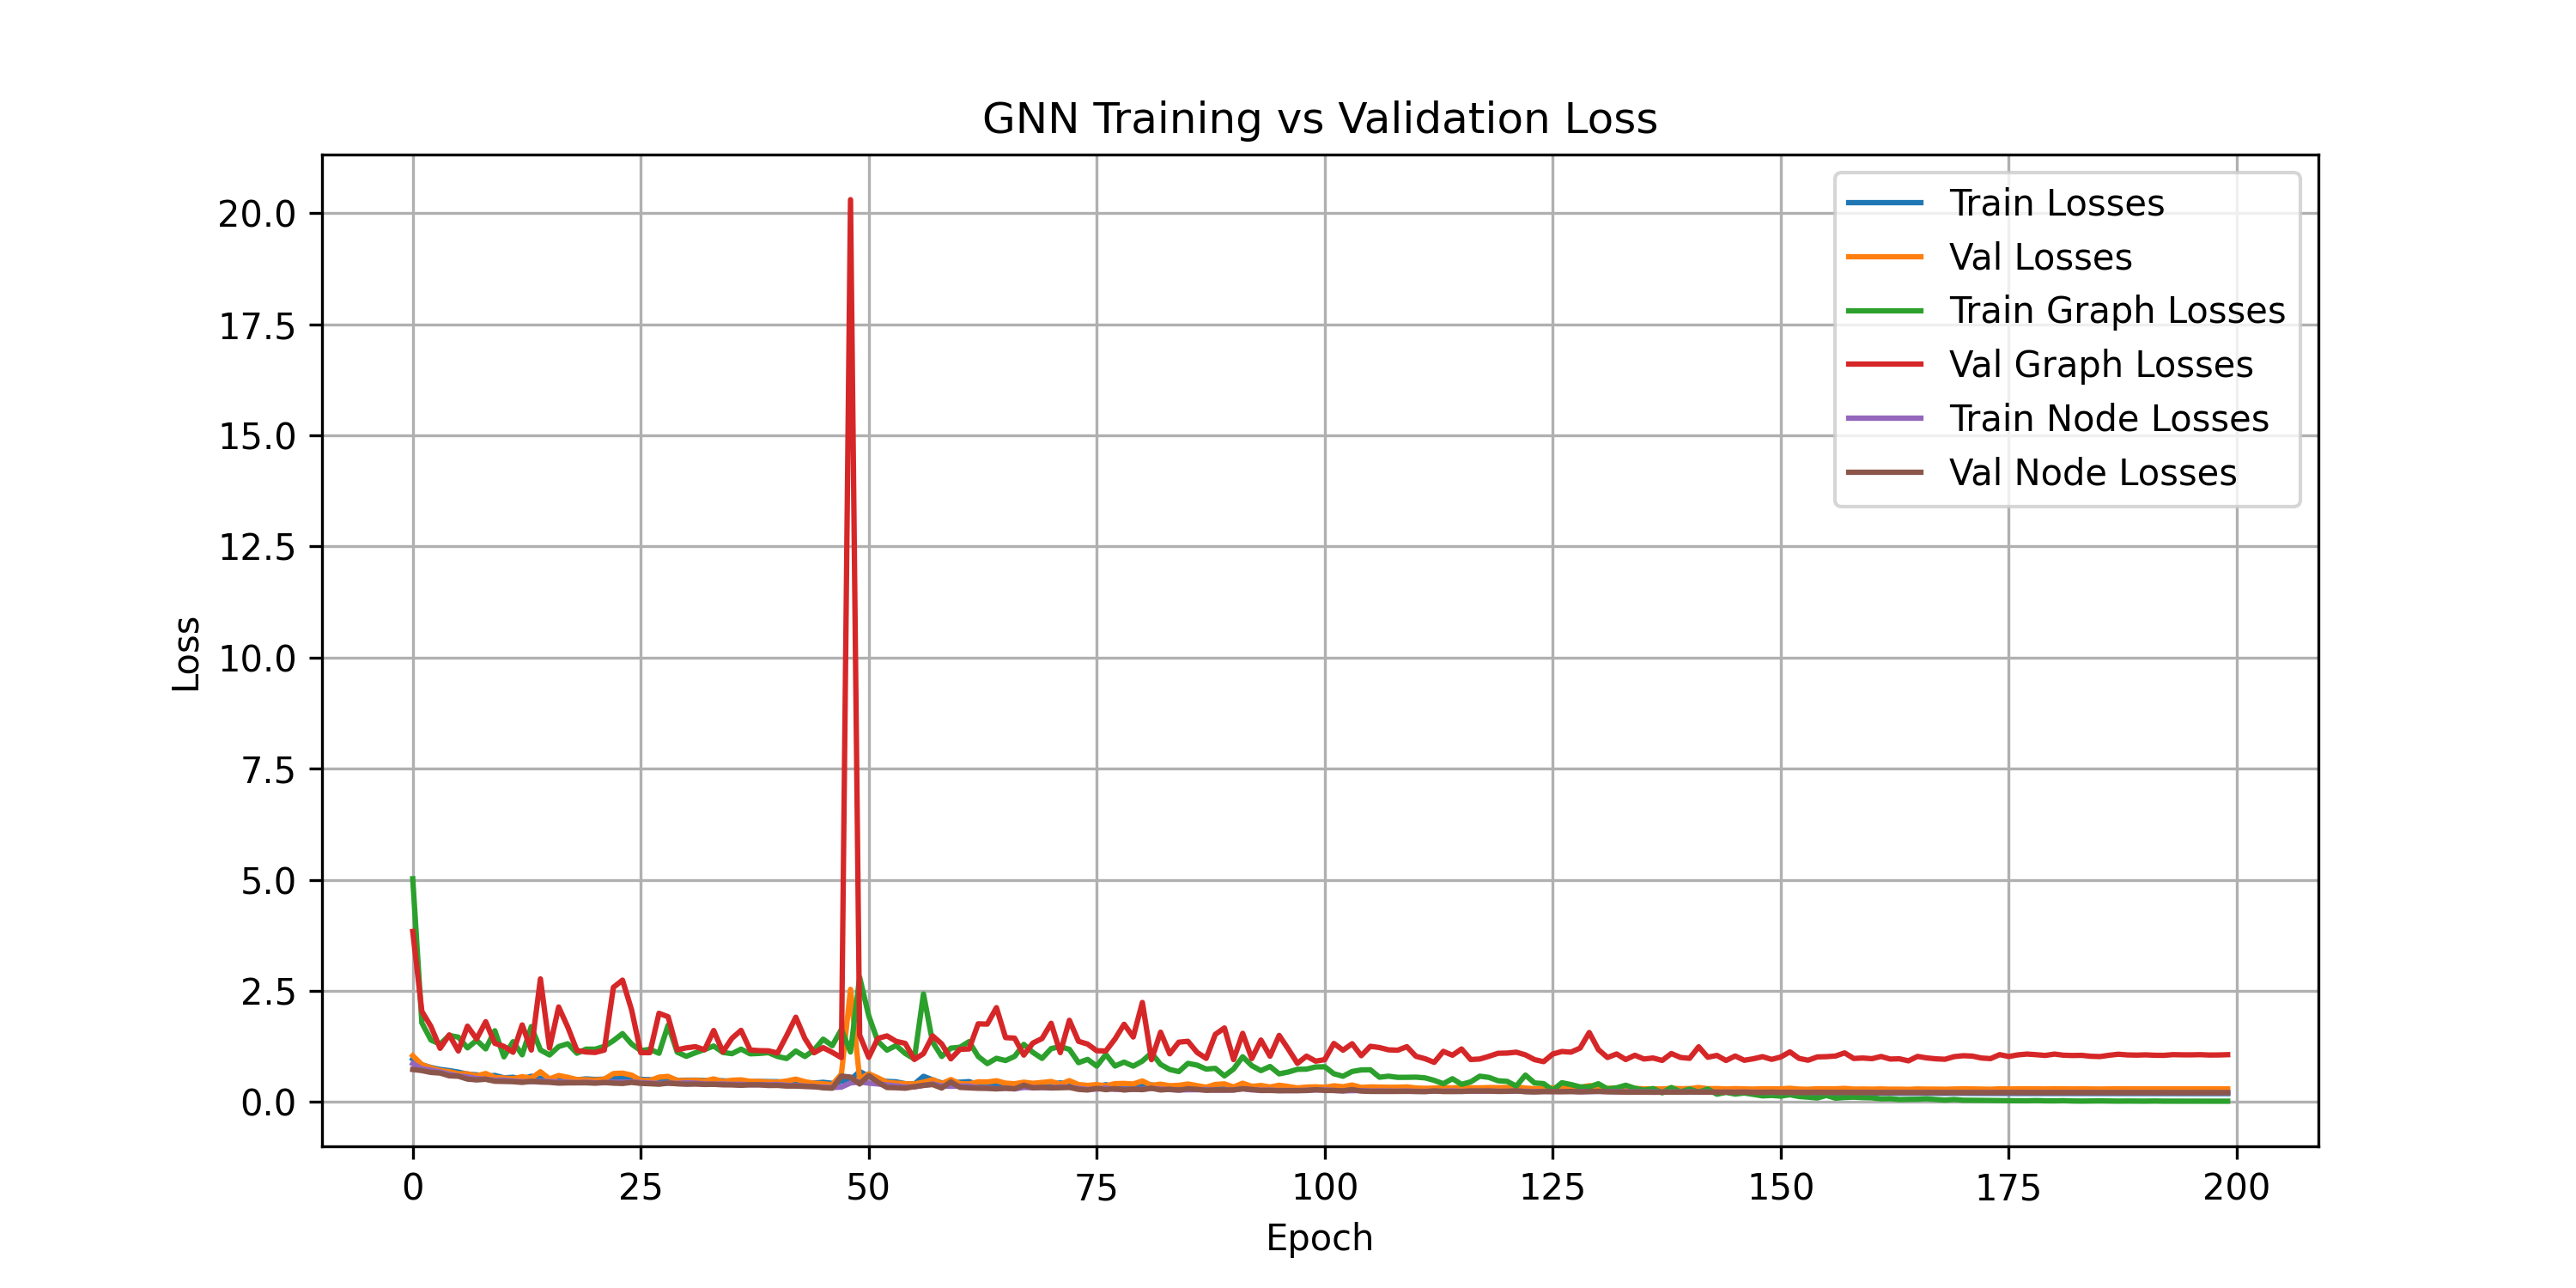 GNN Training vs Validation Loss
Train Losses
Val Losses
Train Graph Losses
Val Graph Losses
Train Node Losses
Val Node Losses
Loss
20.0
17.5
15.0
12.5
10.0
7.5
5.0
2.5
0.0
0 25 50 75 100 125 150 175 200
Epoch